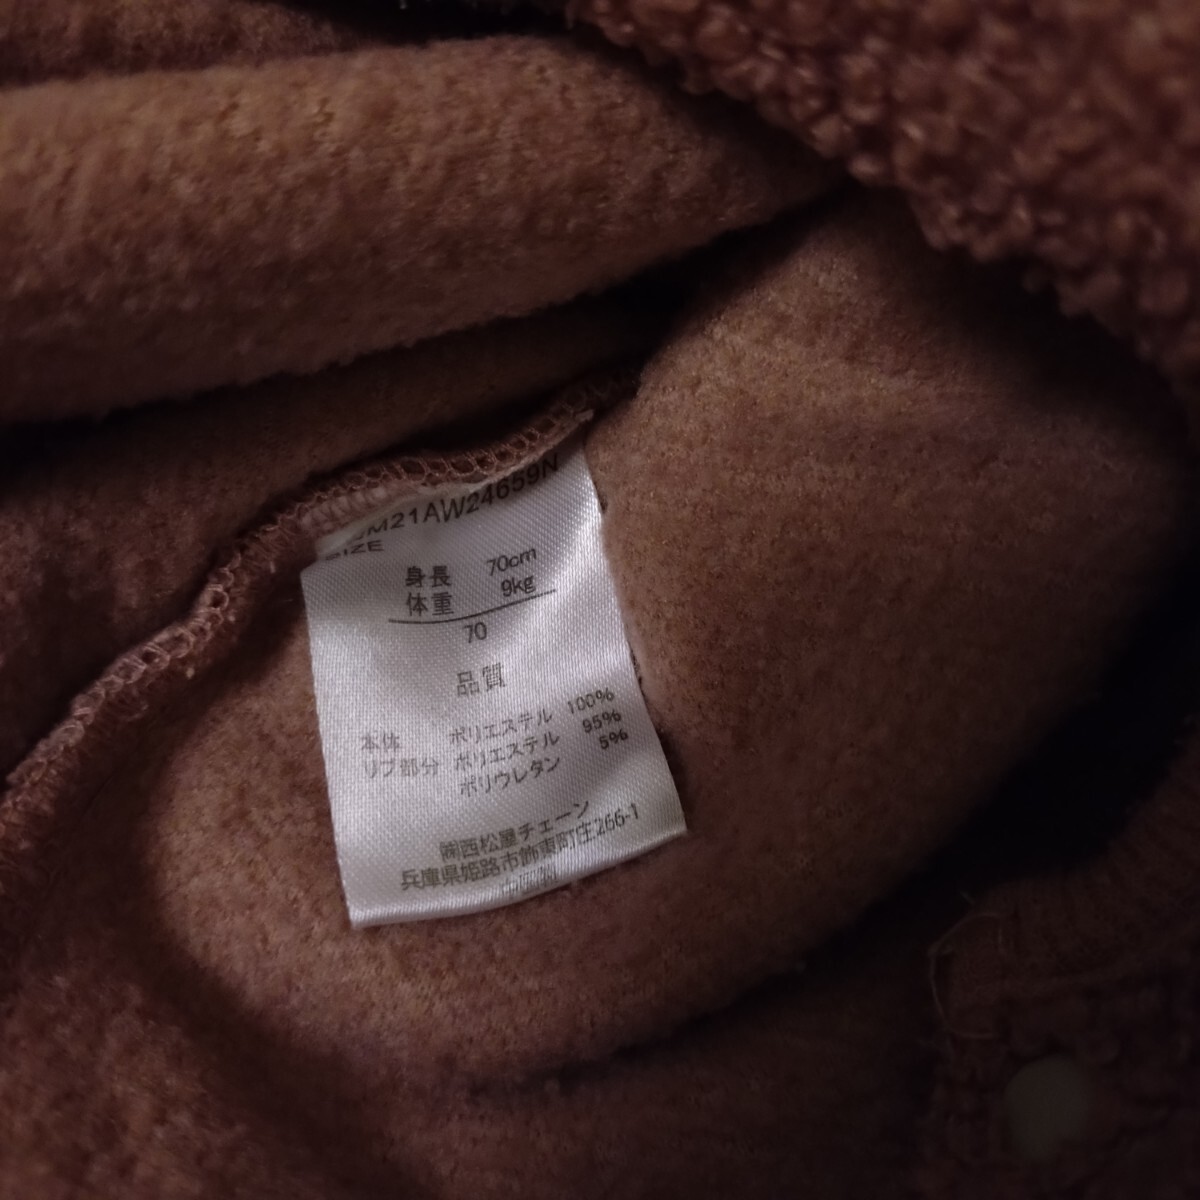 M21AW24659N
SIZE
身長 70cm
体重 9kg
70
品質
本体 ポリエステル 100%
リブ部分 ポリエステル 95%
ポリウレタン 5%
㈱西松屋チェーン
兵庫県姫路市飾東町庄266-1
中国製